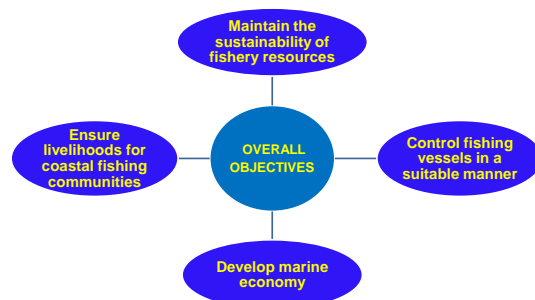 Maintain the
sustainability of
fishery resources
Ensure
livelihoods for
coastal fishing
communities
OVERALL
OBJECTIVES
Control fishing
vessels in a
suitable manner
Develop marine
economy